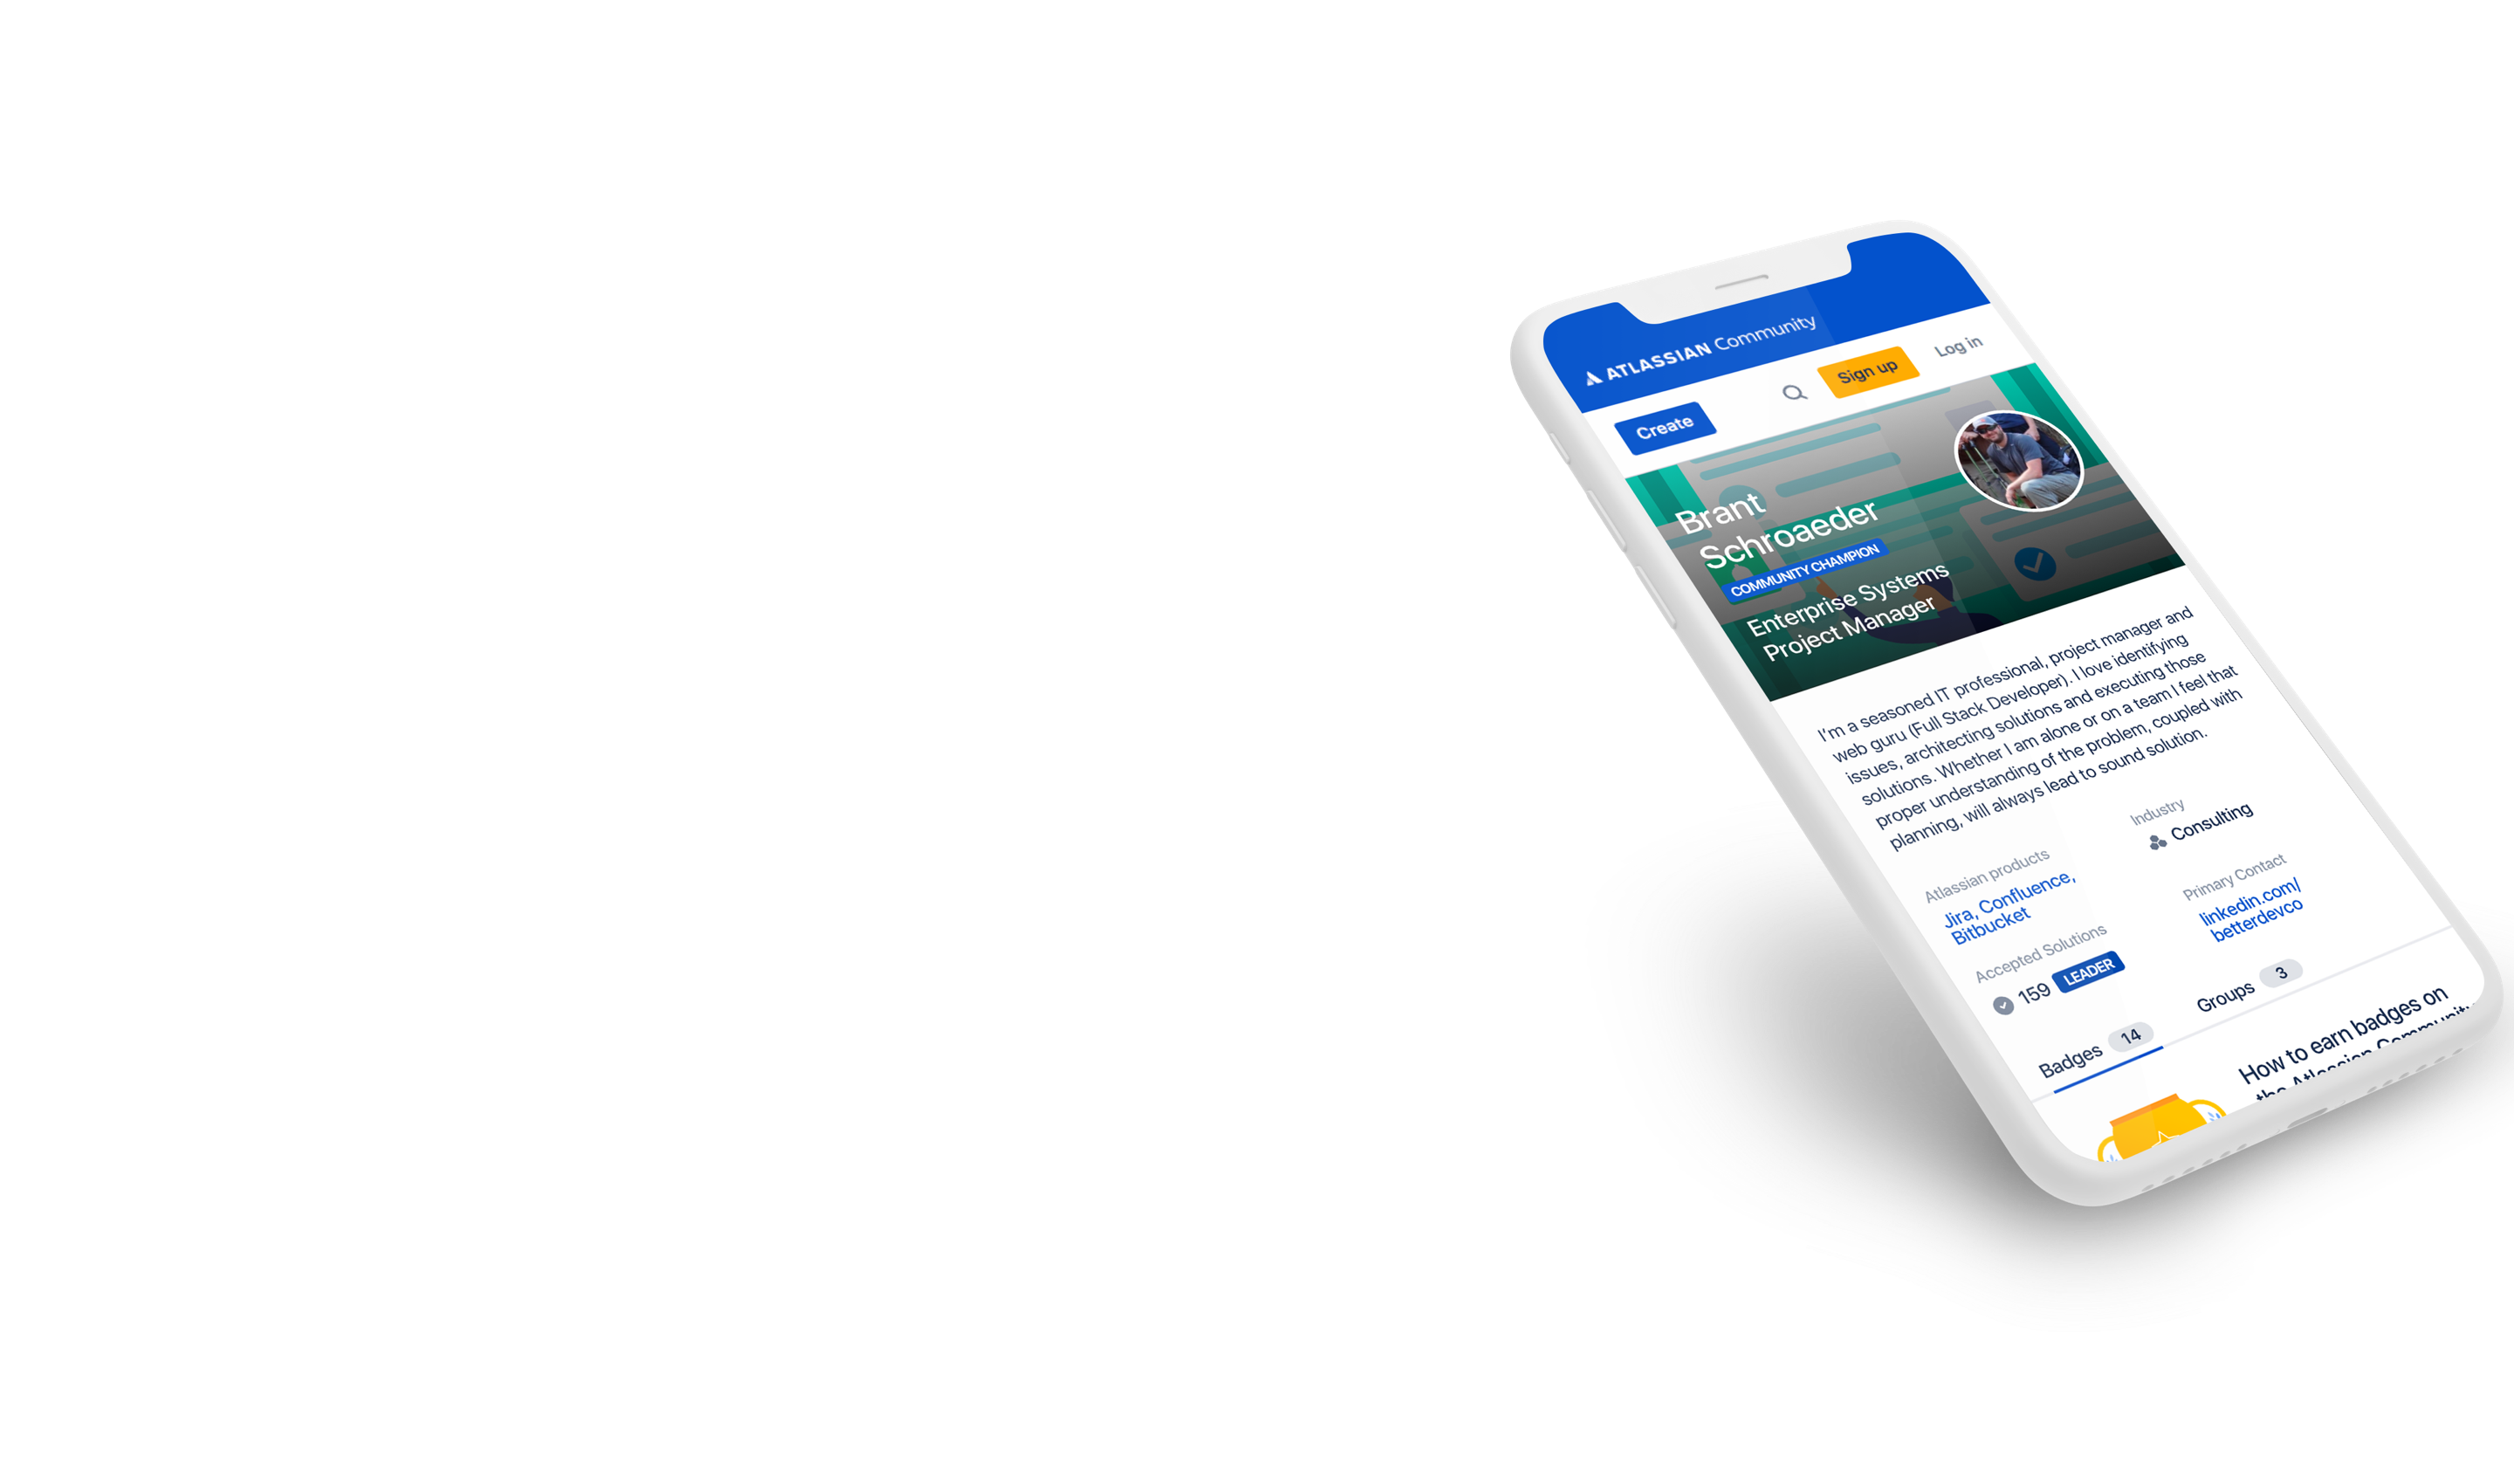 ATLASSIAN Community
Create
Sign up
Log in
Brant
Schroaeder
COMMUNITY CHAMPION
Enterprise Systems
Project Manager
I'm a seasoned IT professional, project manager and
web guru (Full Stack Developer). I love identifying
issues, architecting solutions and executing those
solutions. Whether I am alone or on a team I feel that
proper understanding of the problem, coupled with
planning, will always lead to sound solution.
Atlassian products
Jira, Confluence,
Bitbucket
Industry
Consulting
Accepted Solutions
159 LEADER
Primary Contact
linkedin.com/
betterdevco
Badges 14
Groups 3
How to earn badges on
the Atlassian Community